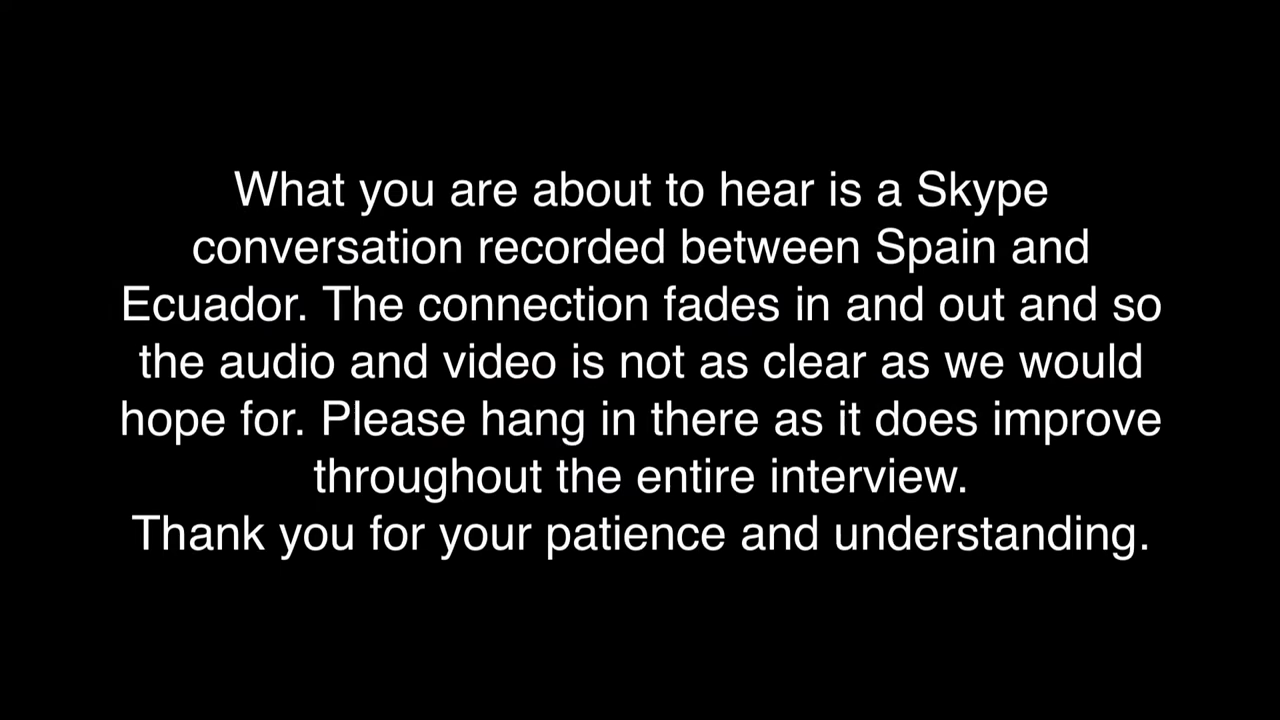 What you are about to hear is a Skype
conversation recorded between Spain and
Ecuador. The connection fades in and out and so
the audio and video is not as clear as we would
hope for. Please hang in there as it does improve
throughout the entire interview.
Thank you for your patience and understanding.